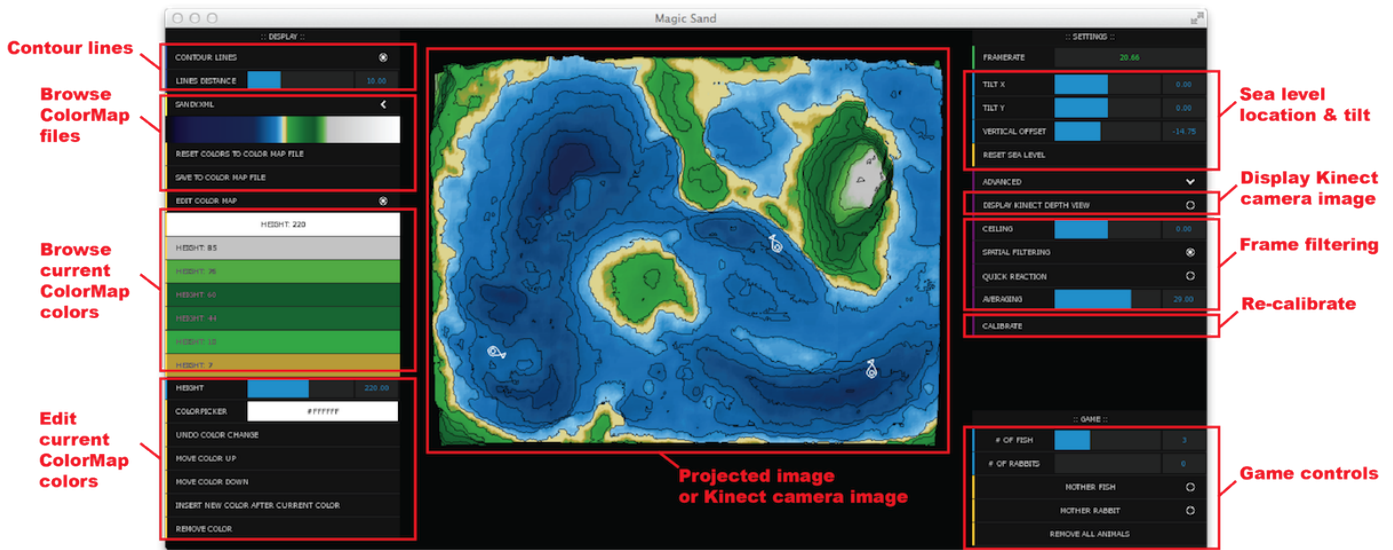 Magic Sand
Contour lines
Browse
ColorMap
files
Browse
current
ColorMap
colors
Edit
current
ColorMap
colors
:: DISPLAY ::
CONTOUR LINES
LINES DISTANCE 10.00
SANDY.XML
RESET COLORS TO COLOR MAP FILE
SAVE TO COLOR MAP FILE
EDIT COLOR MAP
HEIGHT: 220
HEIGHT: 85
HEIGHT: 75
HEIGHT: 60
HEIGHT: 44
HEIGHT: 10
HEIGHT: 7
HEIGHT 220.00
COLORPICKER #FFFFFF
UNDO COLOR CHANGE
MOVE COLOR UP
MOVE COLOR DOWN
INSERT NEW COLOR AFTER CURRENT COLOR
REMOVE COLOR
Projected image
or Kinect camera image
:: SETTINGS ::
FRAMERATE 20.66
TILT X 0.00
TILT Y 0.00
VERTICAL OFFSET -14.75
RESET SEA LEVEL
ADVANCED
DISPLAY KINECT DEPTH VIEW
CEILING 0.00
SPATIAL FILTERING
QUICK REACTION
AVERAGING 29.00
CALIBRATE
:: GAME ::
# OF FISH 3
# OF RABBITS 0
MOTHER FISH
MOTHER RABBIT
REMOVE ALL ANIMALS
Sea level
location & tilt
Display Kinect
camera image
Frame filtering
Re-calibrate
Game controls